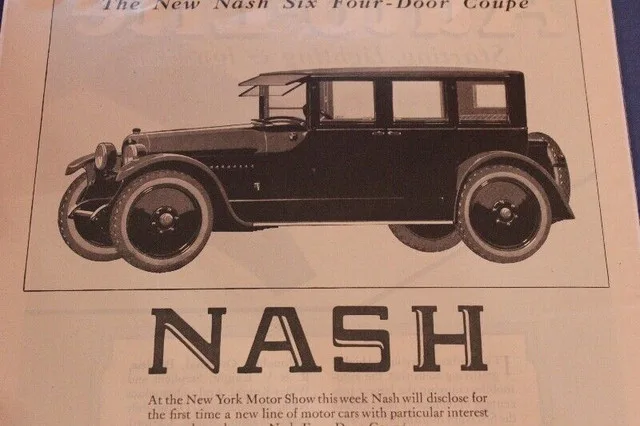 The New Nash Six Four-Door Coupe
NASH
At the New York Motor Show this week Nash will disclose for
the first time a new line of motor cars with particular interest